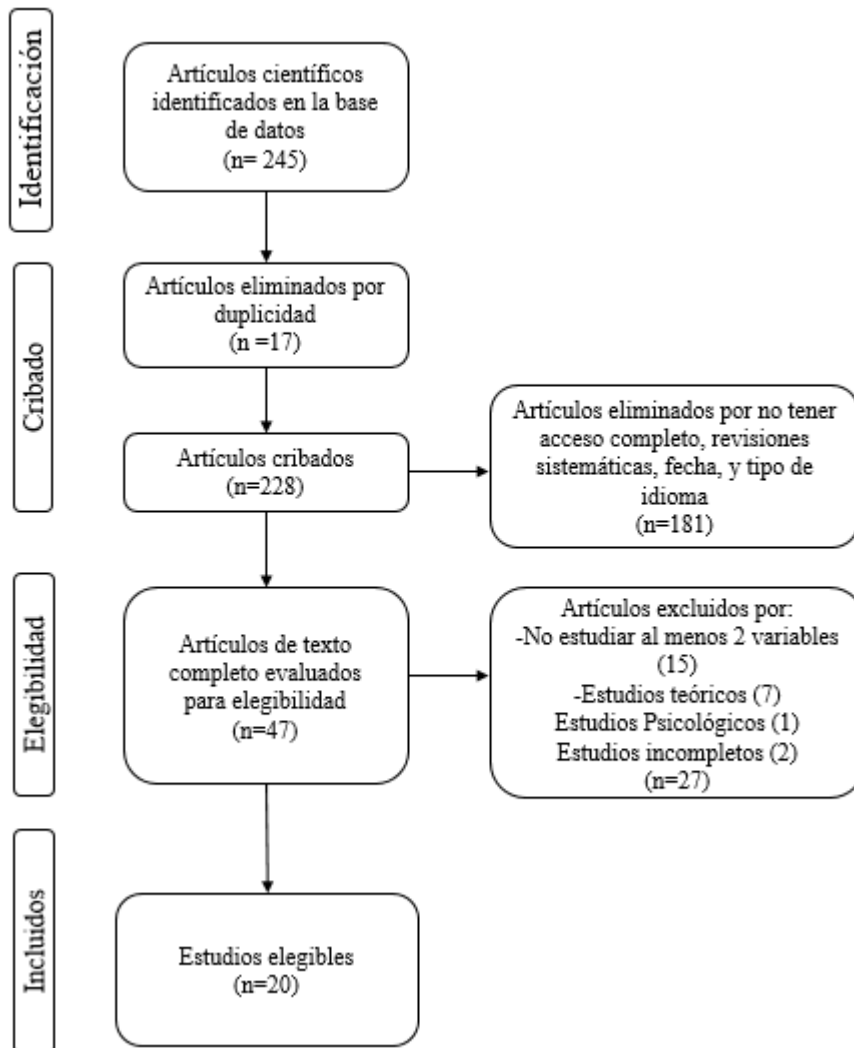 Identificación
Artículos científicos
identificados en la base
de datos
(n= 245)
Cribado
Artículos eliminados por
duplicidad
(n =17)
Artículos cribados
(n=228)
Artículos eliminados por no tener
acceso completo, revisiones
sistemáticas, fecha, y tipo de
idioma
(n=181)
Elegibilidad
Artículos de texto
completo evaluados
para elegibilidad
(n=47)
Artículos excluidos por:
-No estudiar al menos 2 variables
(15)
-Estudios teóricos (7)
Estudios Psicológicos (1)
Estudios incompletos (2)
(n=27)
Incluidos
Estudios elegibles
(n=20)